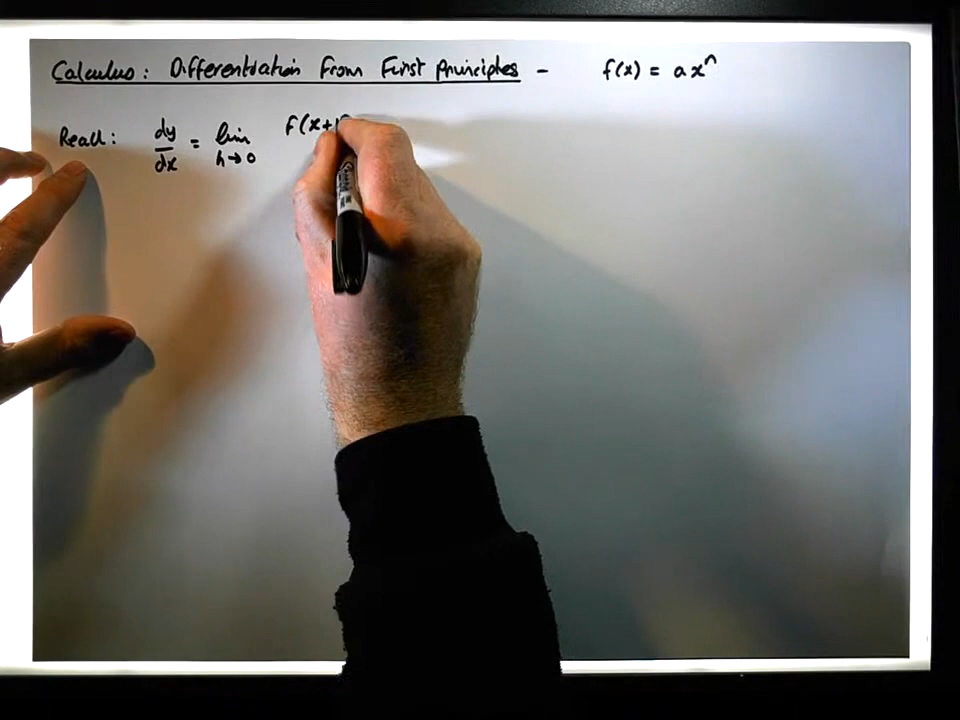 Calculus: Differentiation From First Principles - f(x) = ax^n
Recall: dy/dx = lim h→0 f(x+h